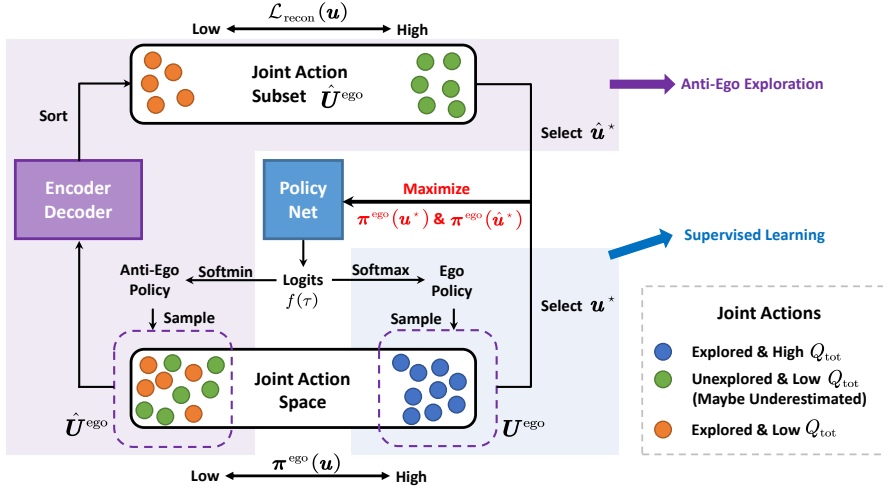 𝓛recon(𝒖)
Low High
Joint Action
Subset Û^ego
Anti-Ego Exploration
Sort
Select û*
Encoder
Decoder
Policy
Net
Maximize
π^ego(u*) & π^ego(û*)
Supervised Learning
Anti-Ego
Policy
Softmin
Logits
f(τ)
Softmax
Ego
Policy
Sample
Sample
Select u*
Joint Action
Space
Û^ego
U^ego
Low π^ego(u) High
Joint Actions
Explored & High Q_tot
Unexplored & Low Q_tot
(Maybe Underestimated)
Explored & Low Q_tot